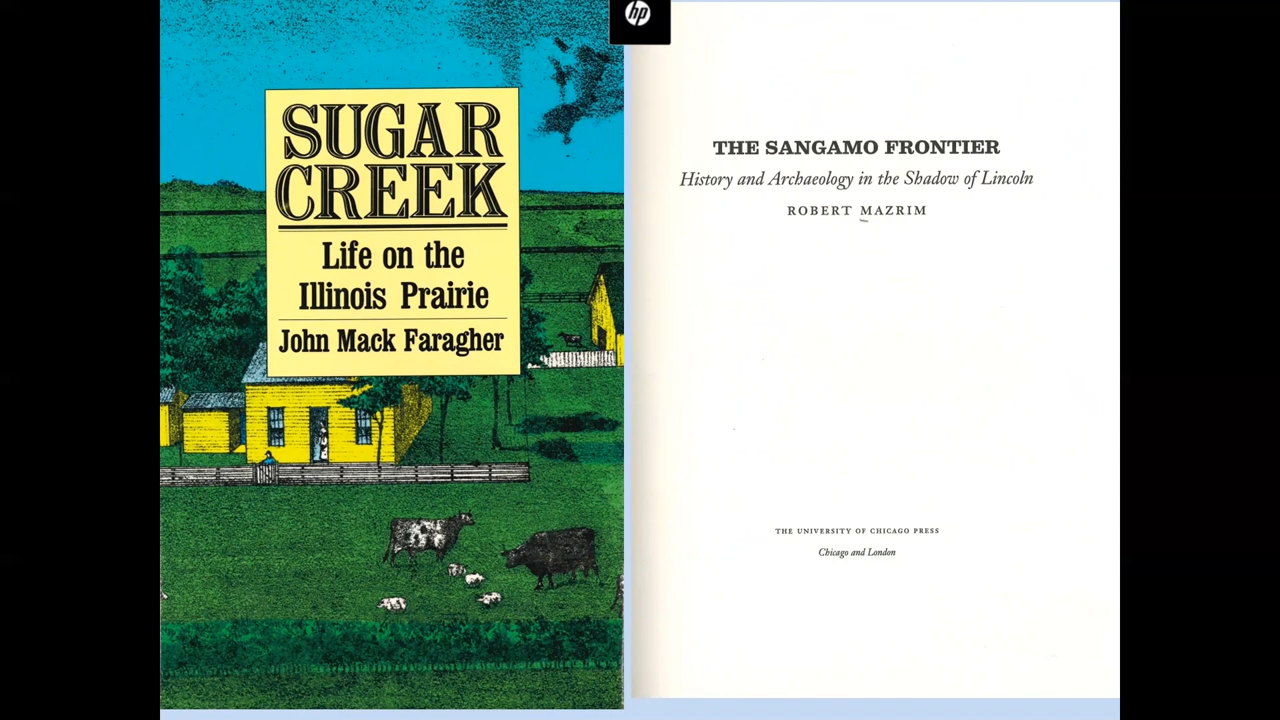 SUGAR
CREEK
Life on the
Illinois Prairie
John Mack Faragher
hp
THE SANGAMO FRONTIER
History and Archaeology in the Shadow of Lincoln
ROBERT MAZRIM
THE UNIVERSITY OF CHICAGO PRESS
Chicago and London